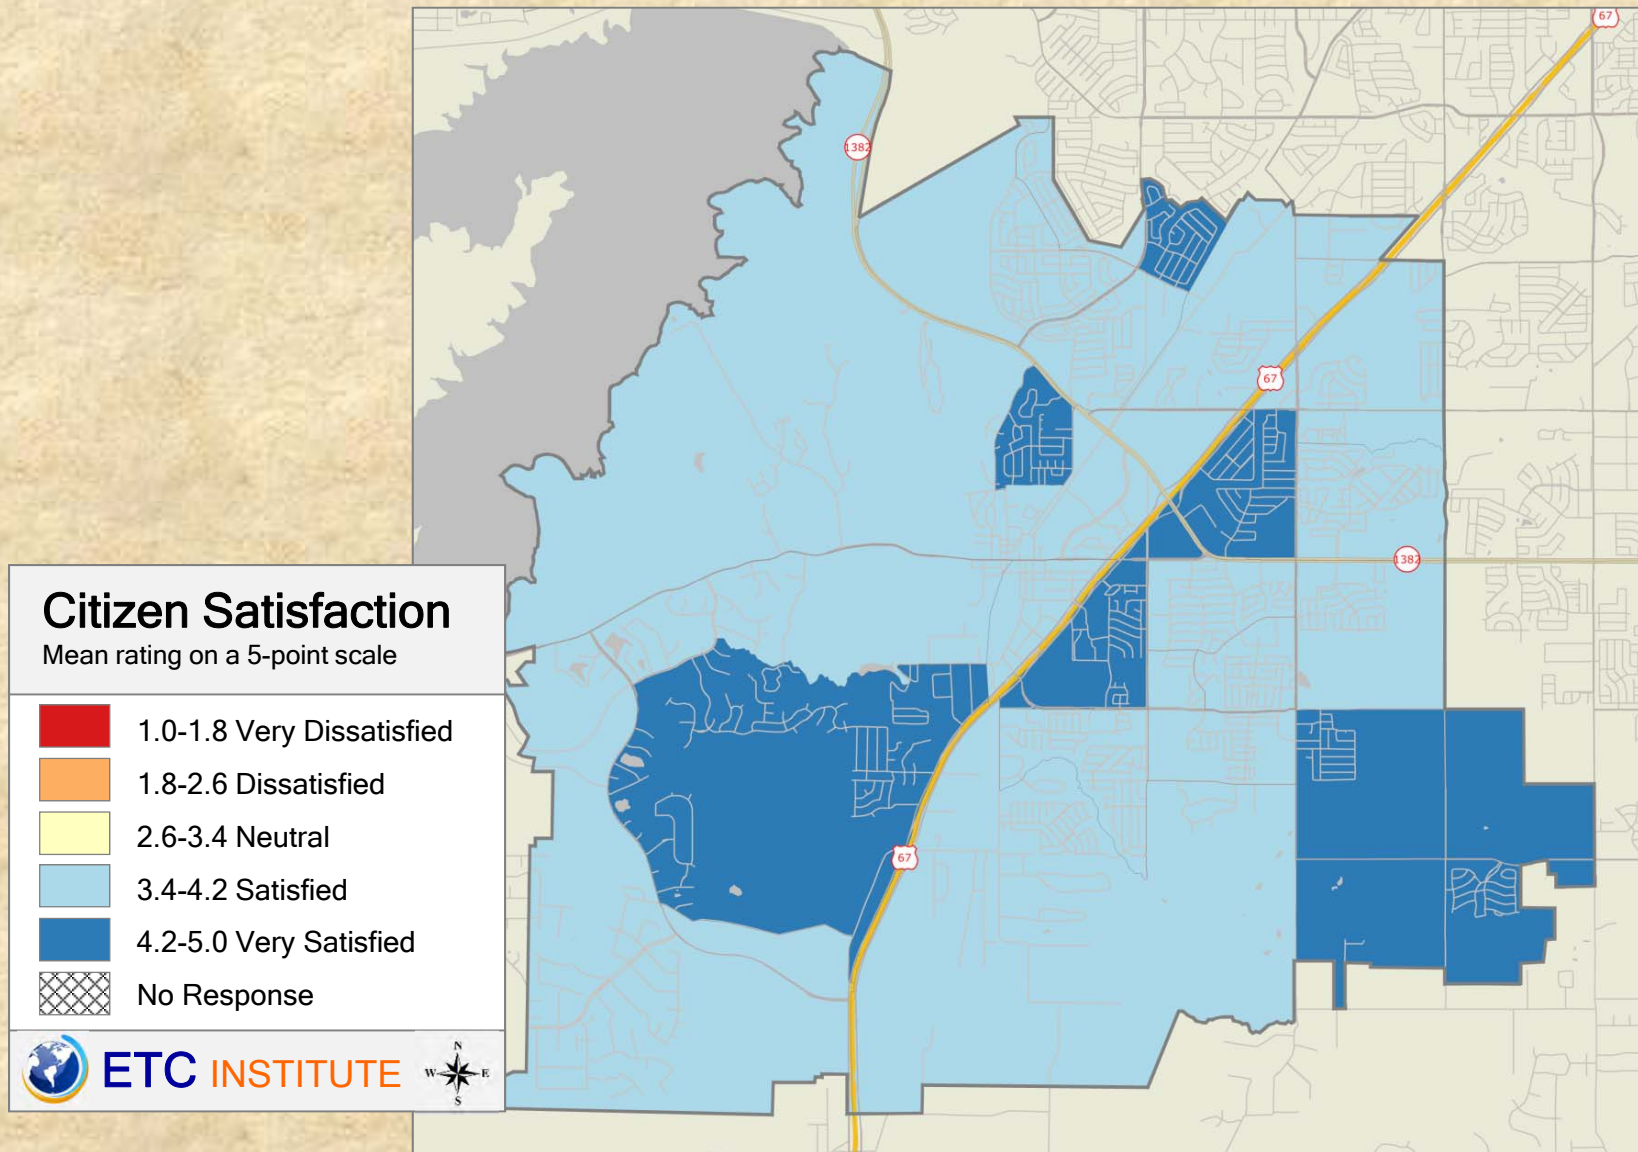 67
1382
67
1382
67
Citizen Satisfaction
Mean rating on a 5-point scale
1.0-1.8 Very Dissatisfied
1.8-2.6 Dissatisfied
2.6-3.4 Neutral
3.4-4.2 Satisfied
4.2-5.0 Very Satisfied
No Response
ETC INSTITUTE
N
W E
S